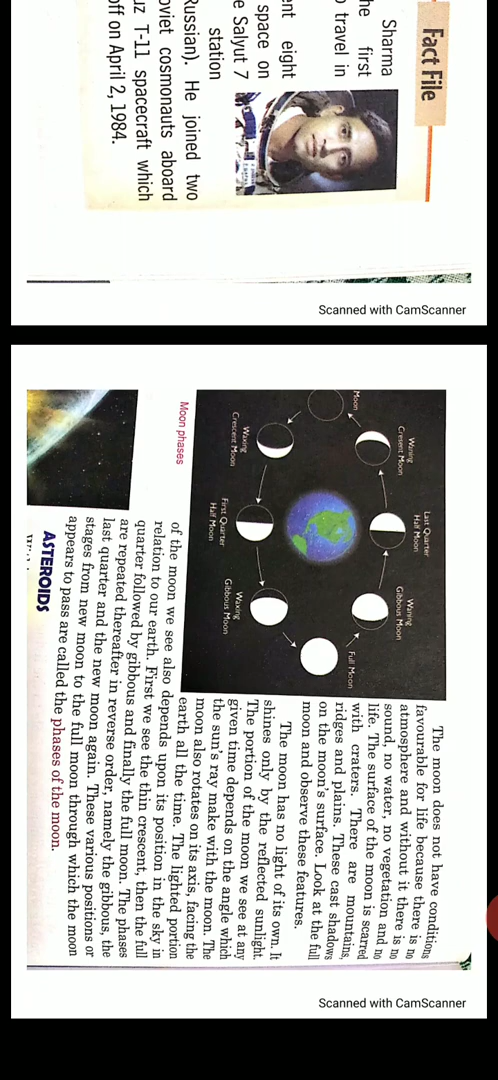 Fact File
Sharma
he first
travel in
ent eight
space on
e Salyut 7
station
Russian). He joined two
oviet cosmonauts aboard
uz T-11 spacecraft which
off on April 2, 1984.
Scanned with CamScanner
Moon
Waning
Cresent Moon
Last Quarter
Half Moon
Waning
Gibbous Moon
Full Moon
Waxing
Crescent Moon
First Quarter
Half Moon
Waxing
Gibbous Moon
Moon phases
The moon does not have conditions
favourable for life because there is no
atmosphere and without it there is no
sound, no water, no vegetation and no
life. The surface of the moon is scarred
with craters. There are mountains,
ridges and plains. These cast shadows
on the moon's surface. Look at the full
moon and observe these features.
The moon has no light of its own. It
shines only by the reflected sunlight.
The portion of the moon we see at any
given time depends on the angle which
the sun's ray make with the moon. The
moon also rotates on its axis, facing the
earth all the time. The lighted portion
of the moon we see also depends upon its position in the sky in
relation to our earth. First we see the thin crescent, then the full
quarter followed by gibbous and finally the full moon. The phases
are repeated thereafter in reverse order, namely the gibbous, the
last quarter and the new moon again. These various positions or
stages from new moon to the full moon through which the moon
appears to pass are called the phases of the moon.
ASTEROIDS
Scanned with CamScanner